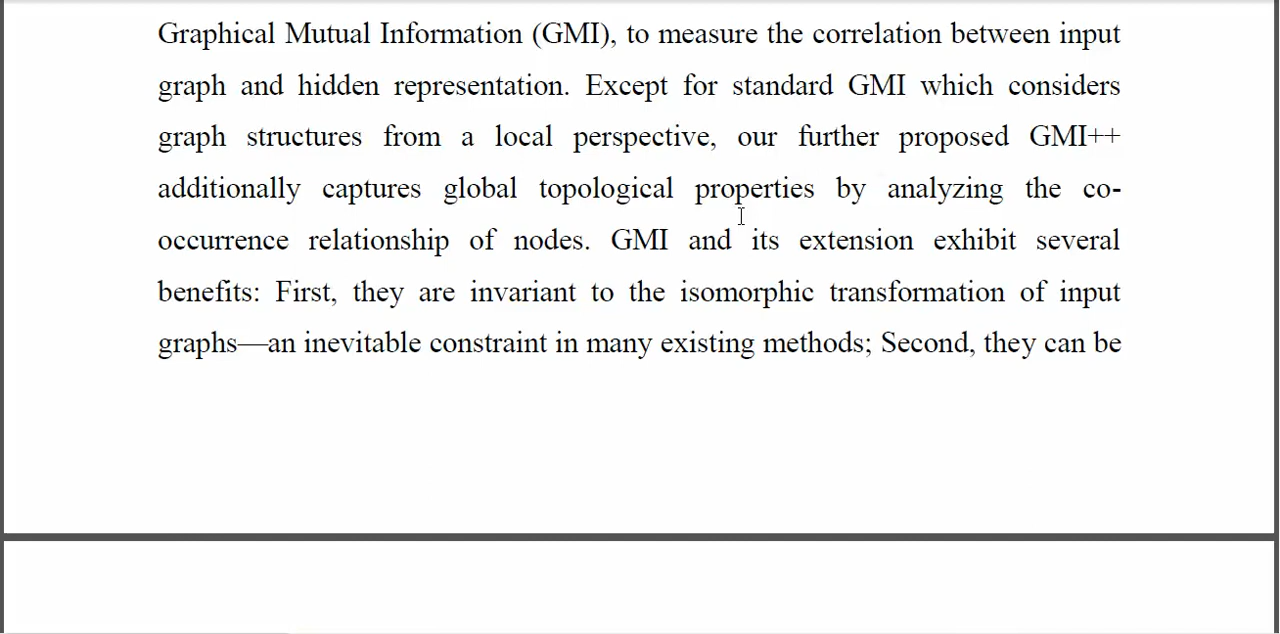 Graphical Mutual Information (GMI), to measure the correlation between input
graph and hidden representation. Except for standard GMI which considers
graph structures from a local perspective, our further proposed GMI++
additionally captures global topological properties by analyzing the co-
occurrence relationship of nodes. GMI and its extension exhibit several
benefits: First, they are invariant to the isomorphic transformation of input
graphs—an inevitable constraint in many existing methods; Second, they can be